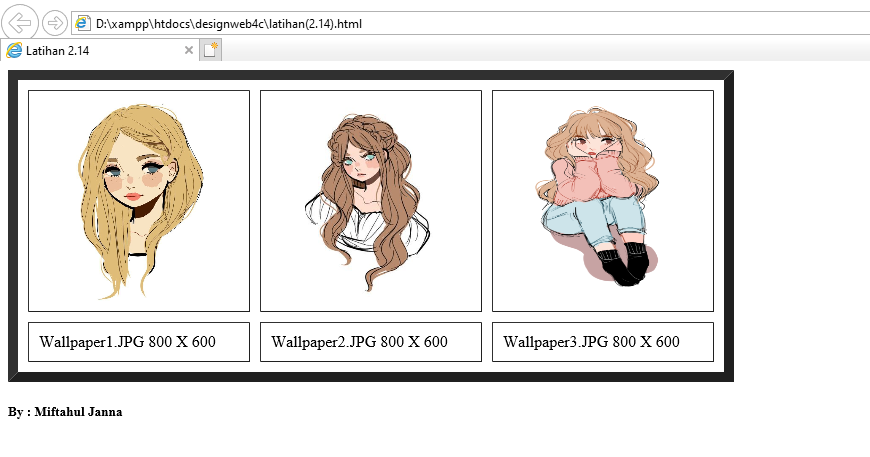 D:\xampp\htdocs\designweb4c\latihan(2.14).html
Latihan 2.14
Wallpaper1.JPG 800 X 600
Wallpaper2.JPG 800 X 600
Wallpaper3.JPG 800 X 600
By : Miftahul Janna